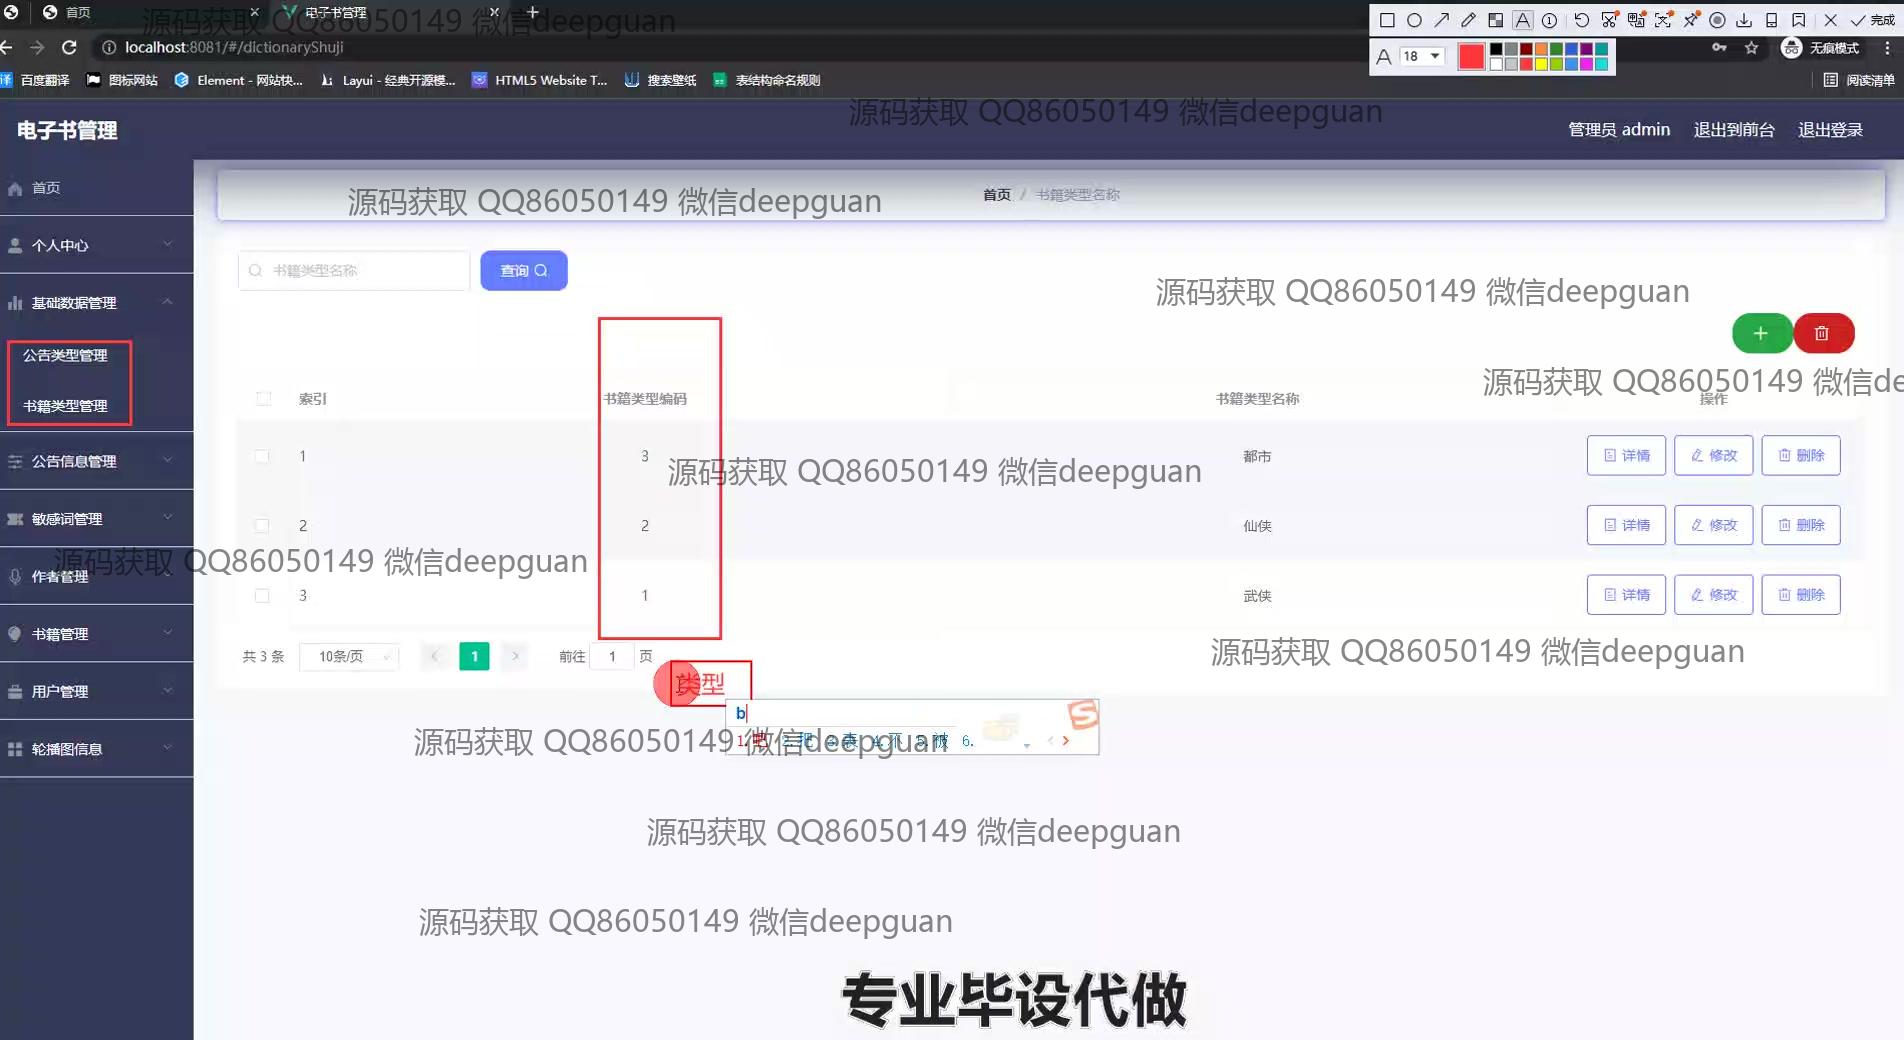 首页
电子书管理
完成
localhost:8081/#/dictionaryShuji
A 18
无痕模式
译 百度翻译
图标网站
Element - 网站快...
Layui - 经典开源模...
HTML5 Website T...
搜索壁纸
表结构命名规则
阅读清单
源码获取 QQ86050149 微信deepguan
源码获取 QQ86050149 微信deepguan
电子书管理
管理员 admin
退出到前台
退出登录
首页
个人中心
基础数据管理
公告类型管理
书籍类型管理
公告信息管理
敏感词管理
作者管理
书籍管理
用户管理
轮播图信息
首页 / 书籍类型名称
源码获取 QQ86050149 微信deepguan
书籍类型名称
查询
源码获取 QQ86050149 微信deepguan
+
源码获取 QQ86050149 微信de
索引 书籍类型编码 书籍类型名称 操作
1 3 都市 详情 修改 删除
源码获取 QQ86050149 微信deepguan
2 2 仙侠 详情 修改 删除
源码获取 QQ86050149 微信deepguan
3 1 武侠 详情 修改 删除
共 3 条 10条/页 < 1 > 前往 1 页
源码获取 QQ86050149 微信deepguan
类型
b
1.吧 2.把 3.表 4.不 5.被 6.
源码获取 QQ86050149 微信deepguan
源码获取 QQ86050149 微信deepguan
源码获取 QQ86050149 微信deepguan
专业毕设代做